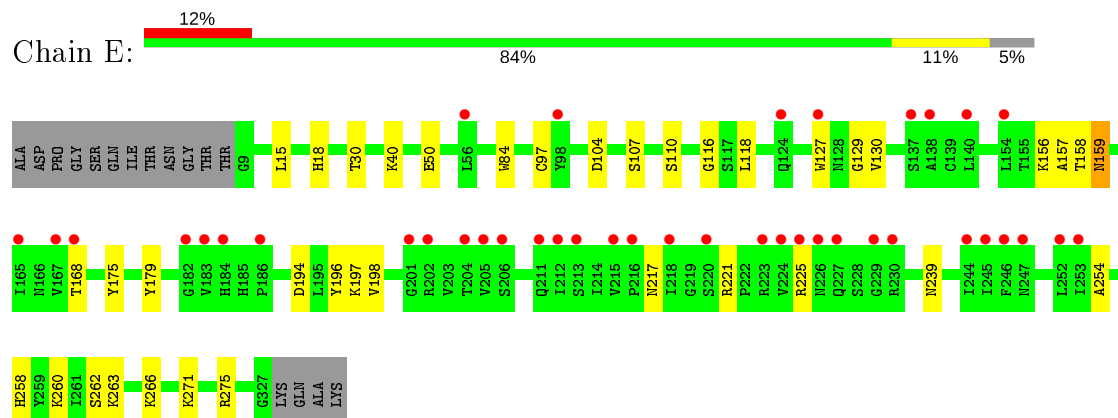 12%
Chain E:
84% 11% 5%
ALA ASP PRO GLY SER GLN ILE THR ASN GLY THR THR G9 L15 H18 T30 K40 E50 L56 W84 C97 Y98 D104 S107 S110 G116 S117 L118 Q124 W127 N128 G129 V130 S137 A138 C139 L140 L154 T155 K156 A157 T158 N159
I165 N166 V167 T168 Y175 Y179 G182 V183 H184 H185 P186 D194 L195 Y196 K197 V198 G201 R202 V203 T204 V205 S206 Q211 I212 S213 I214 V215 P216 N217 I218 G219 S220 R221 P222 R223 V224 R225 N226 Q227 S228 G229 R230 N239 I244 I245 F246 N247 L252 I253 A254
H258 Y259 K260 I261 S262 K263 K266 K271 R275 G327 LYS GLN ALA LYS